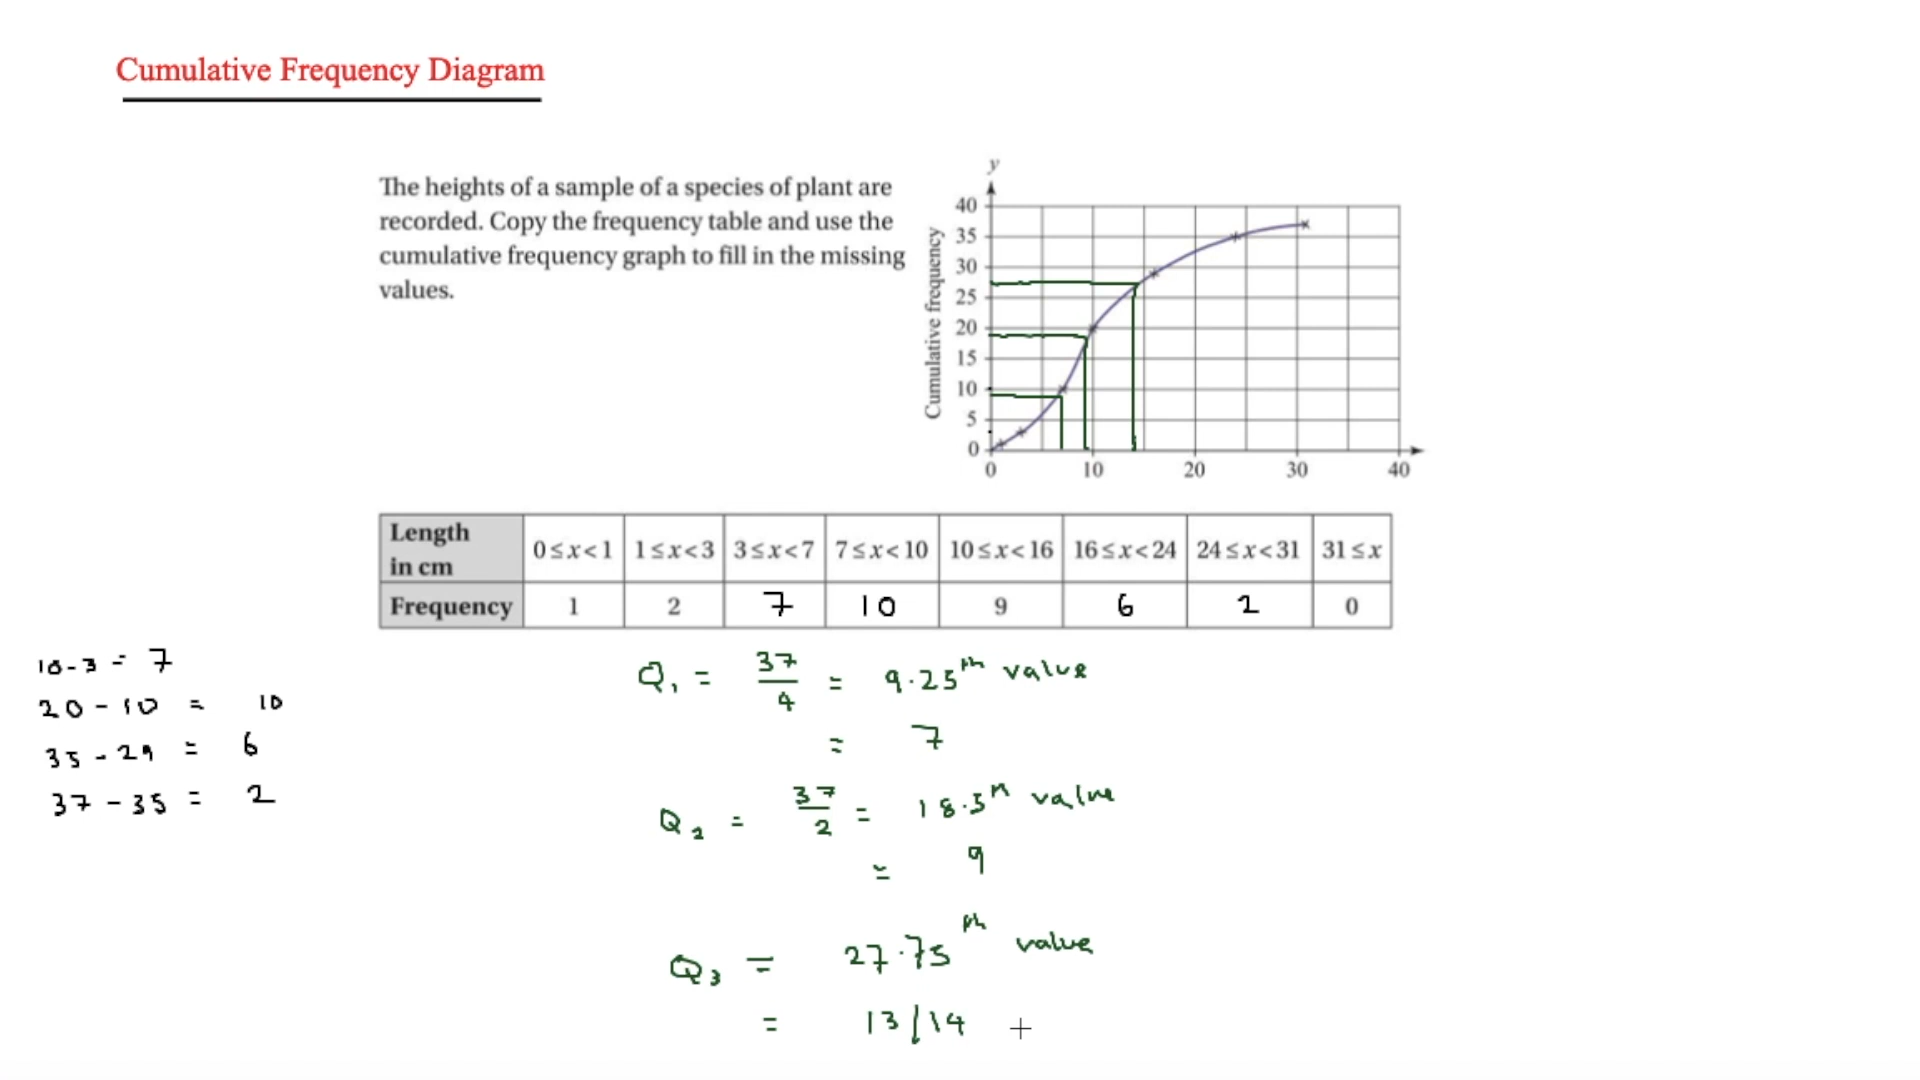 Cumulative Frequency Diagram
The heights of a sample of a species of plant are
recorded. Copy the frequency table and use the
cumulative frequency graph to fill in the missing
values.
y
Cumulative frequency
40
35
30
25
20
15
10
5
0
0 10 20 30 40
Length in cm 0≤x<1 1≤x<3 3≤x<7 7≤x<10 10≤x<16 16≤x<24 24≤x<31 31≤x
Frequency 1 2 7 10 9 6 2 0
10-3 = 7
20-10 = 10
35-29 = 6
37-35 = 2
Q₁ = 37/4 = 9.25th value
= 7
Q₂ = 37/2 = 18.5th value
= 9
Q₃ = 27.75th value
= 13/14